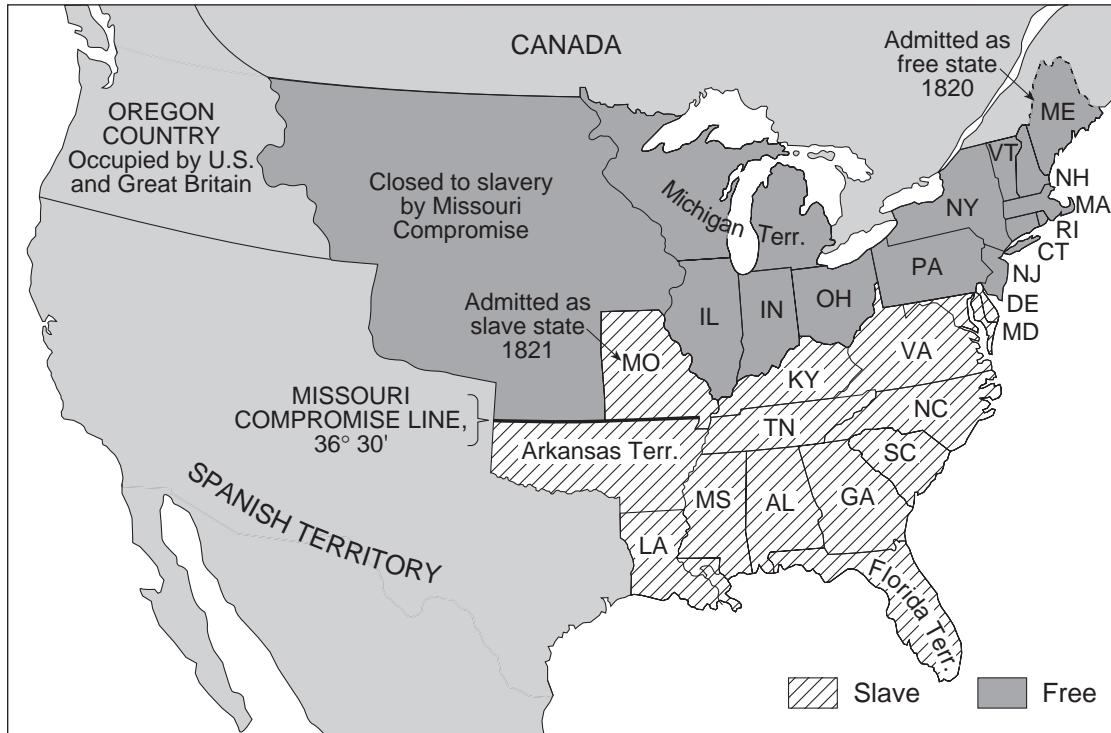 CANADA
Admitted as
free state
1820
ME
OREGON
COUNTRY
Occupied by U.S.
and Great Britain
Closed to slavery
by Missouri
Compromise
Michigan Terr.
VT
NH
NY
MA
RI
CT
PA
NJ
Admitted as
slave state
1821
IL
IN
OH
DE
MD
MO
VA
KY
MISSOURI
COMPROMISE LINE,
36° 30'
NC
TN
Arkansas Terr.
SC
SPANISH TERRITORY
MS
AL
GA
LA
Florida Terr.
Slave
Free